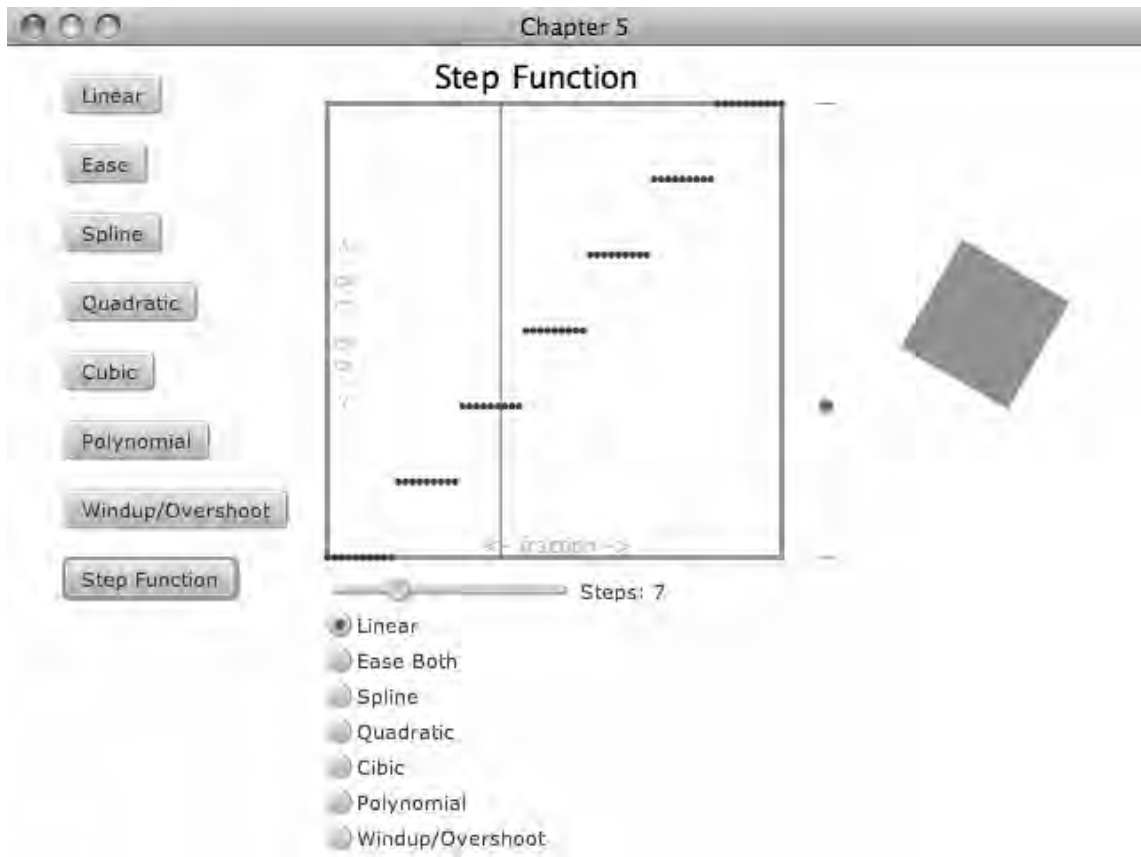 Chapter 5
Step Function
Linear
Ease
Spline
Quadratic
Cubic
Polynomial
Windup/Overshoot
Step Function
<- fraction ->
Steps: 7
Linear
Ease Both
Spline
Quadratic
Cibic
Polynomial
Windup/Overshoot